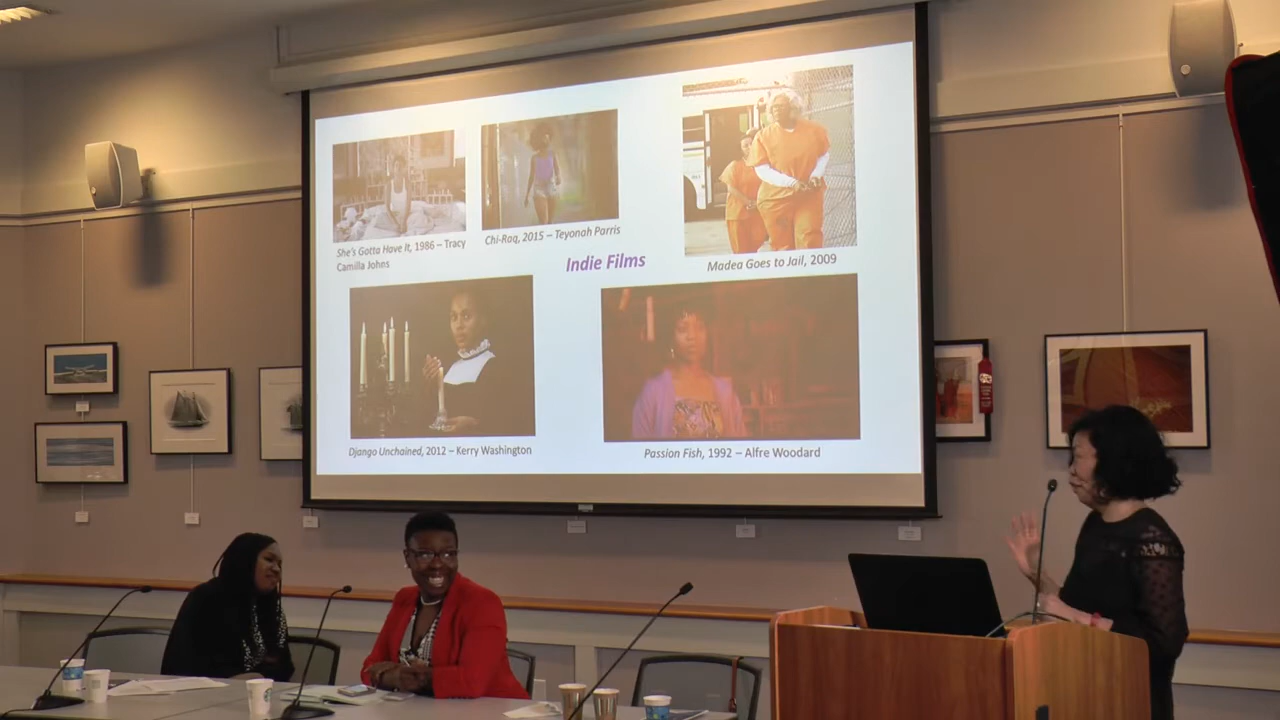 She's Gotta Have It, 1986 – Tracy
Camilla Johns
Chi-Raq, 2015 – Teyonah Parris
Indie Films
Madea Goes to Jail, 2009
Django Unchained, 2012 – Kerry Washington
Passion Fish, 1992 – Alfre Woodard